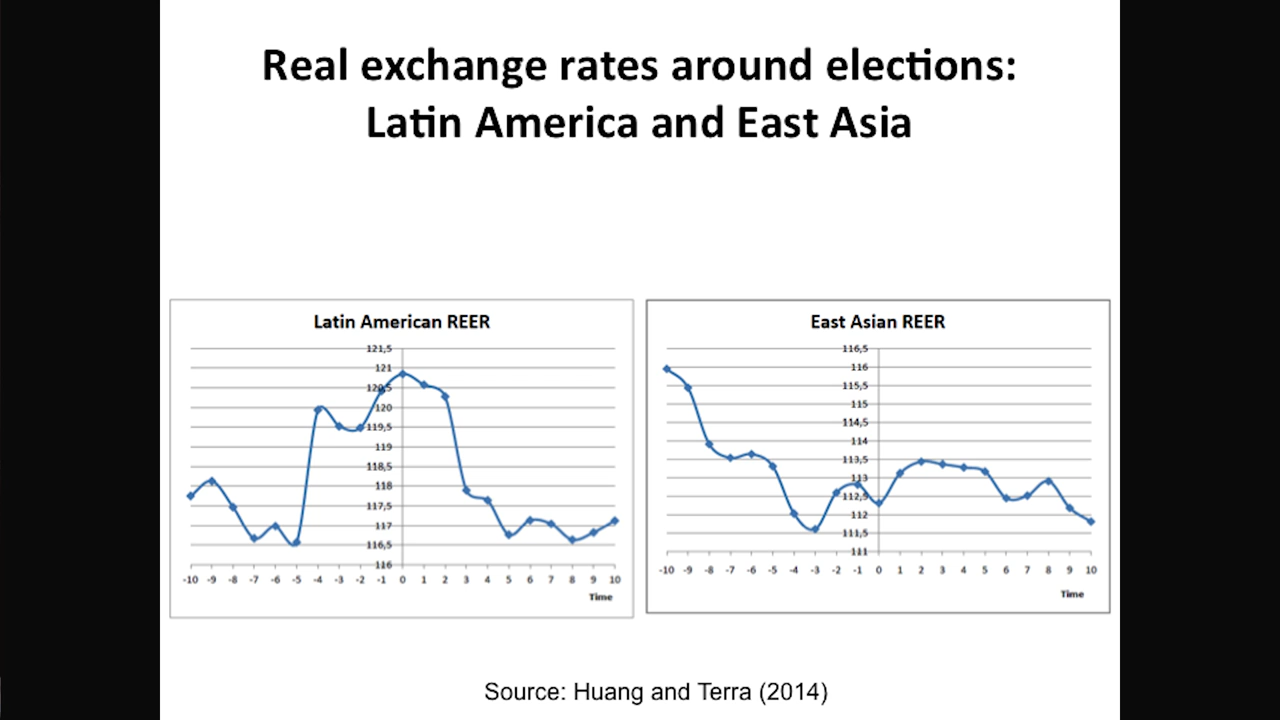 Real exchange rates around elections:
Latin America and East Asia
Latin American REER
121,5
121
120,5
120
119,5
119
118,5
118
117,5
117
116,5
116
-10 -9 -8 -7 -6 -5 -4 -3 -2 -1 0 1 2 3 4 5 6 7 8 9 10
Time
East Asian REER
116,5
116
115,5
115
114,5
114
113,5
113
112,5
112
111,5
111
-10 -9 -8 -7 -6 -5 -4 -3 -2 -1 0 1 2 3 4 5 6 7 8 9 10
Time
Source: Huang and Terra (2014)